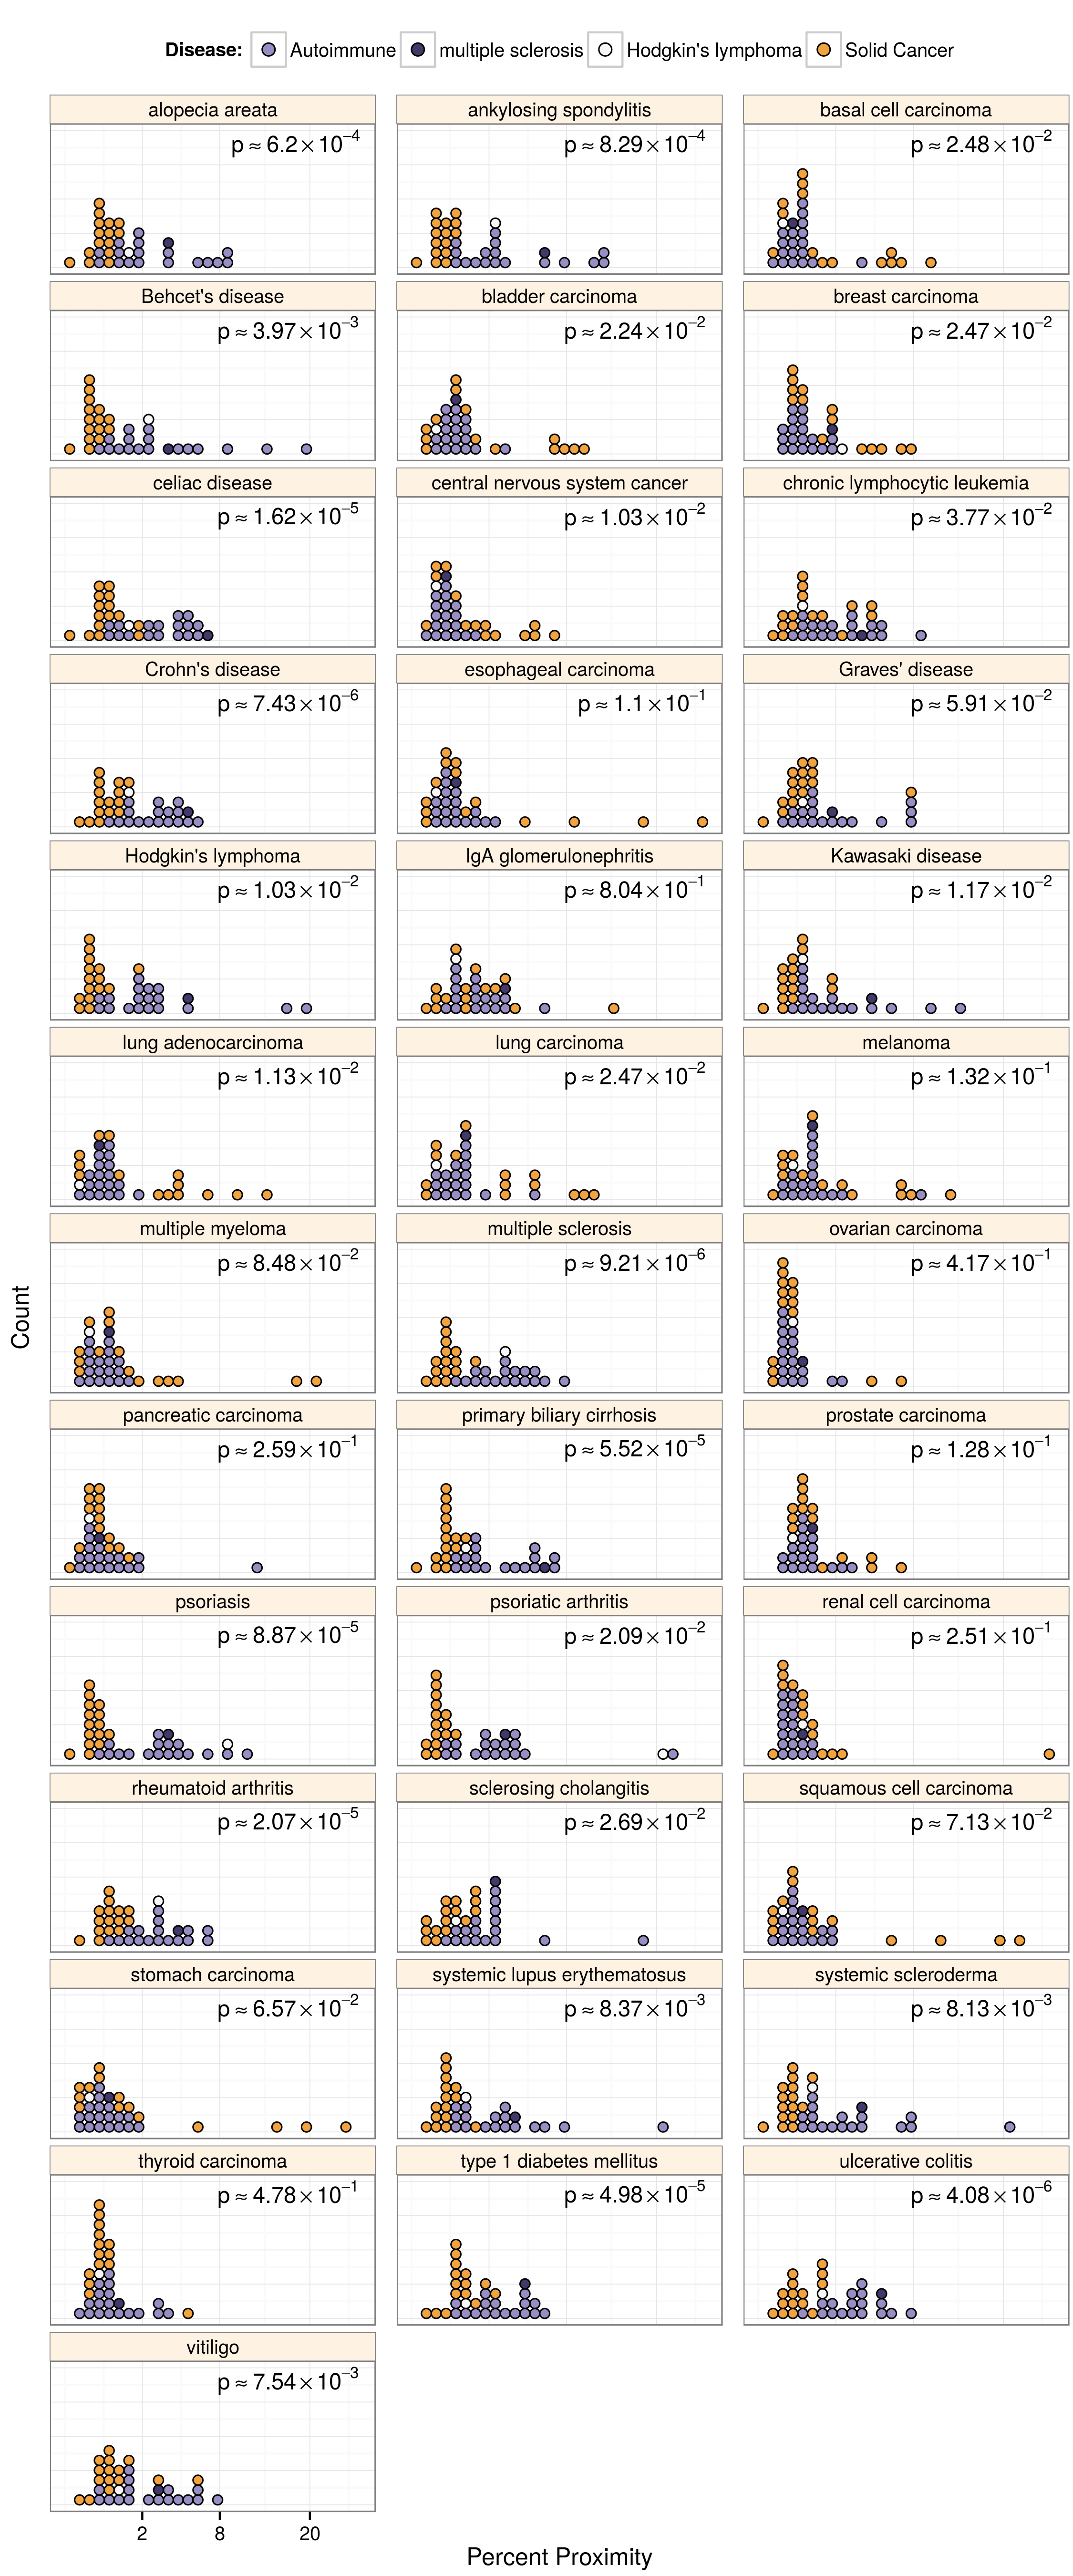 Disease: Autoimmune multiple sclerosis Hodgkin's lymphoma Solid Cancer
alopecia areata ankylosing spondylitis basal cell carcinoma
p ≈ 6.2 × 10⁻⁴ p ≈ 8.29 × 10⁻⁴ p ≈ 2.48 × 10⁻²
Behcet's disease bladder carcinoma breast carcinoma
p ≈ 3.97 × 10⁻³ p ≈ 2.24 × 10⁻² p ≈ 2.47 × 10⁻²
celiac disease central nervous system cancer chronic lymphocytic leukemia
p ≈ 1.62 × 10⁻⁵ p ≈ 1.03 × 10⁻² p ≈ 3.77 × 10⁻²
Crohn's disease esophageal carcinoma Graves' disease
p ≈ 7.43 × 10⁻⁶ p ≈ 1.1 × 10⁻¹ p ≈ 5.91 × 10⁻²
Hodgkin's lymphoma IgA glomerulonephritis Kawasaki disease
p ≈ 1.03 × 10⁻² p ≈ 8.04 × 10⁻¹ p ≈ 1.17 × 10⁻²
lung adenocarcinoma lung carcinoma melanoma
p ≈ 1.13 × 10⁻² p ≈ 2.47 × 10⁻² p ≈ 1.32 × 10⁻¹
multiple myeloma multiple sclerosis ovarian carcinoma
p ≈ 8.48 × 10⁻² p ≈ 9.21 × 10⁻⁶ p ≈ 4.17 × 10⁻¹
Count
pancreatic carcinoma primary biliary cirrhosis prostate carcinoma
p ≈ 2.59 × 10⁻¹ p ≈ 5.52 × 10⁻⁵ p ≈ 1.28 × 10⁻¹
psoriasis psoriatic arthritis renal cell carcinoma
p ≈ 8.87 × 10⁻⁵ p ≈ 2.09 × 10⁻² p ≈ 2.51 × 10⁻¹
rheumatoid arthritis sclerosing cholangitis squamous cell carcinoma
p ≈ 2.07 × 10⁻⁵ p ≈ 2.69 × 10⁻² p ≈ 7.13 × 10⁻²
stomach carcinoma systemic lupus erythematosus systemic scleroderma
p ≈ 6.57 × 10⁻² p ≈ 8.37 × 10⁻³ p ≈ 8.13 × 10⁻³
thyroid carcinoma type 1 diabetes mellitus ulcerative colitis
p ≈ 4.78 × 10⁻¹ p ≈ 4.98 × 10⁻⁵ p ≈ 4.08 × 10⁻⁶
vitiligo
p ≈ 7.54 × 10⁻³
2 8 20
Percent Proximity